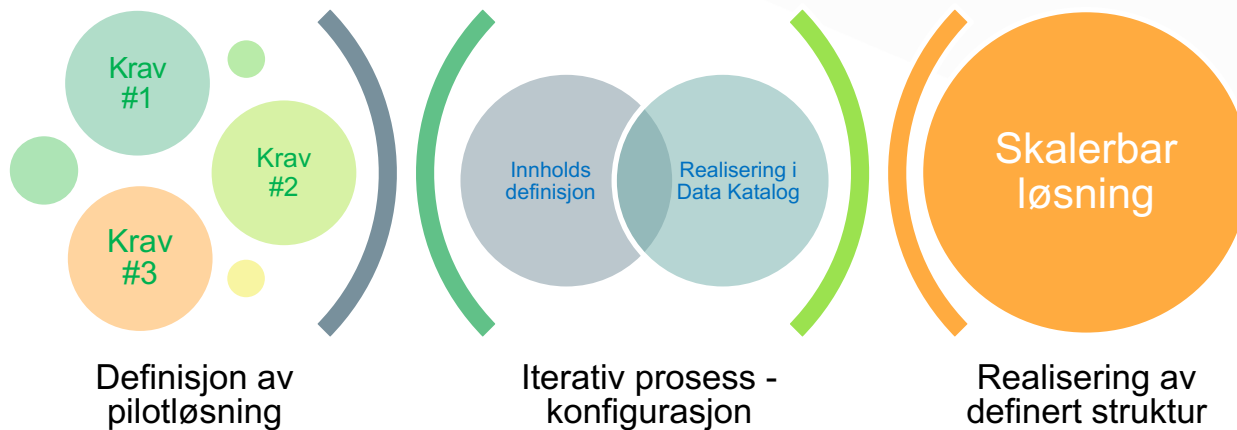 Krav
#1
Krav
#2
Krav
#3
Innholds
definisjon
Realisering i
Data Katalog
Skalerbar
løsning
Definisjon av
pilotløsning
Iterativ prosess -
konfigurasjon
Realisering av
definert struktur